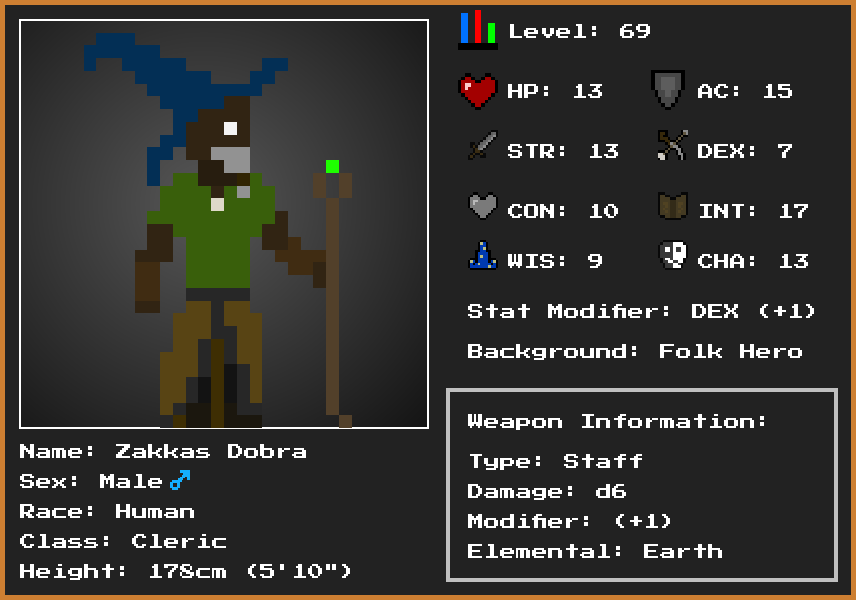 Level: 69
HP: 13 AC: 15
STR: 13 DEX: 7
CON: 10 INT: 17
WIS: 9 CHA: 13
Stat Modifier: DEX (+1)
Background: Folk Hero
Weapon Information:
Type: Staff
Damage: d6
Modifier: (+1)
Elemental: Earth
Name: Zakkas Dobra
Sex: Male♂
Race: Human
Class: Cleric
Height: 178cm (5'10")